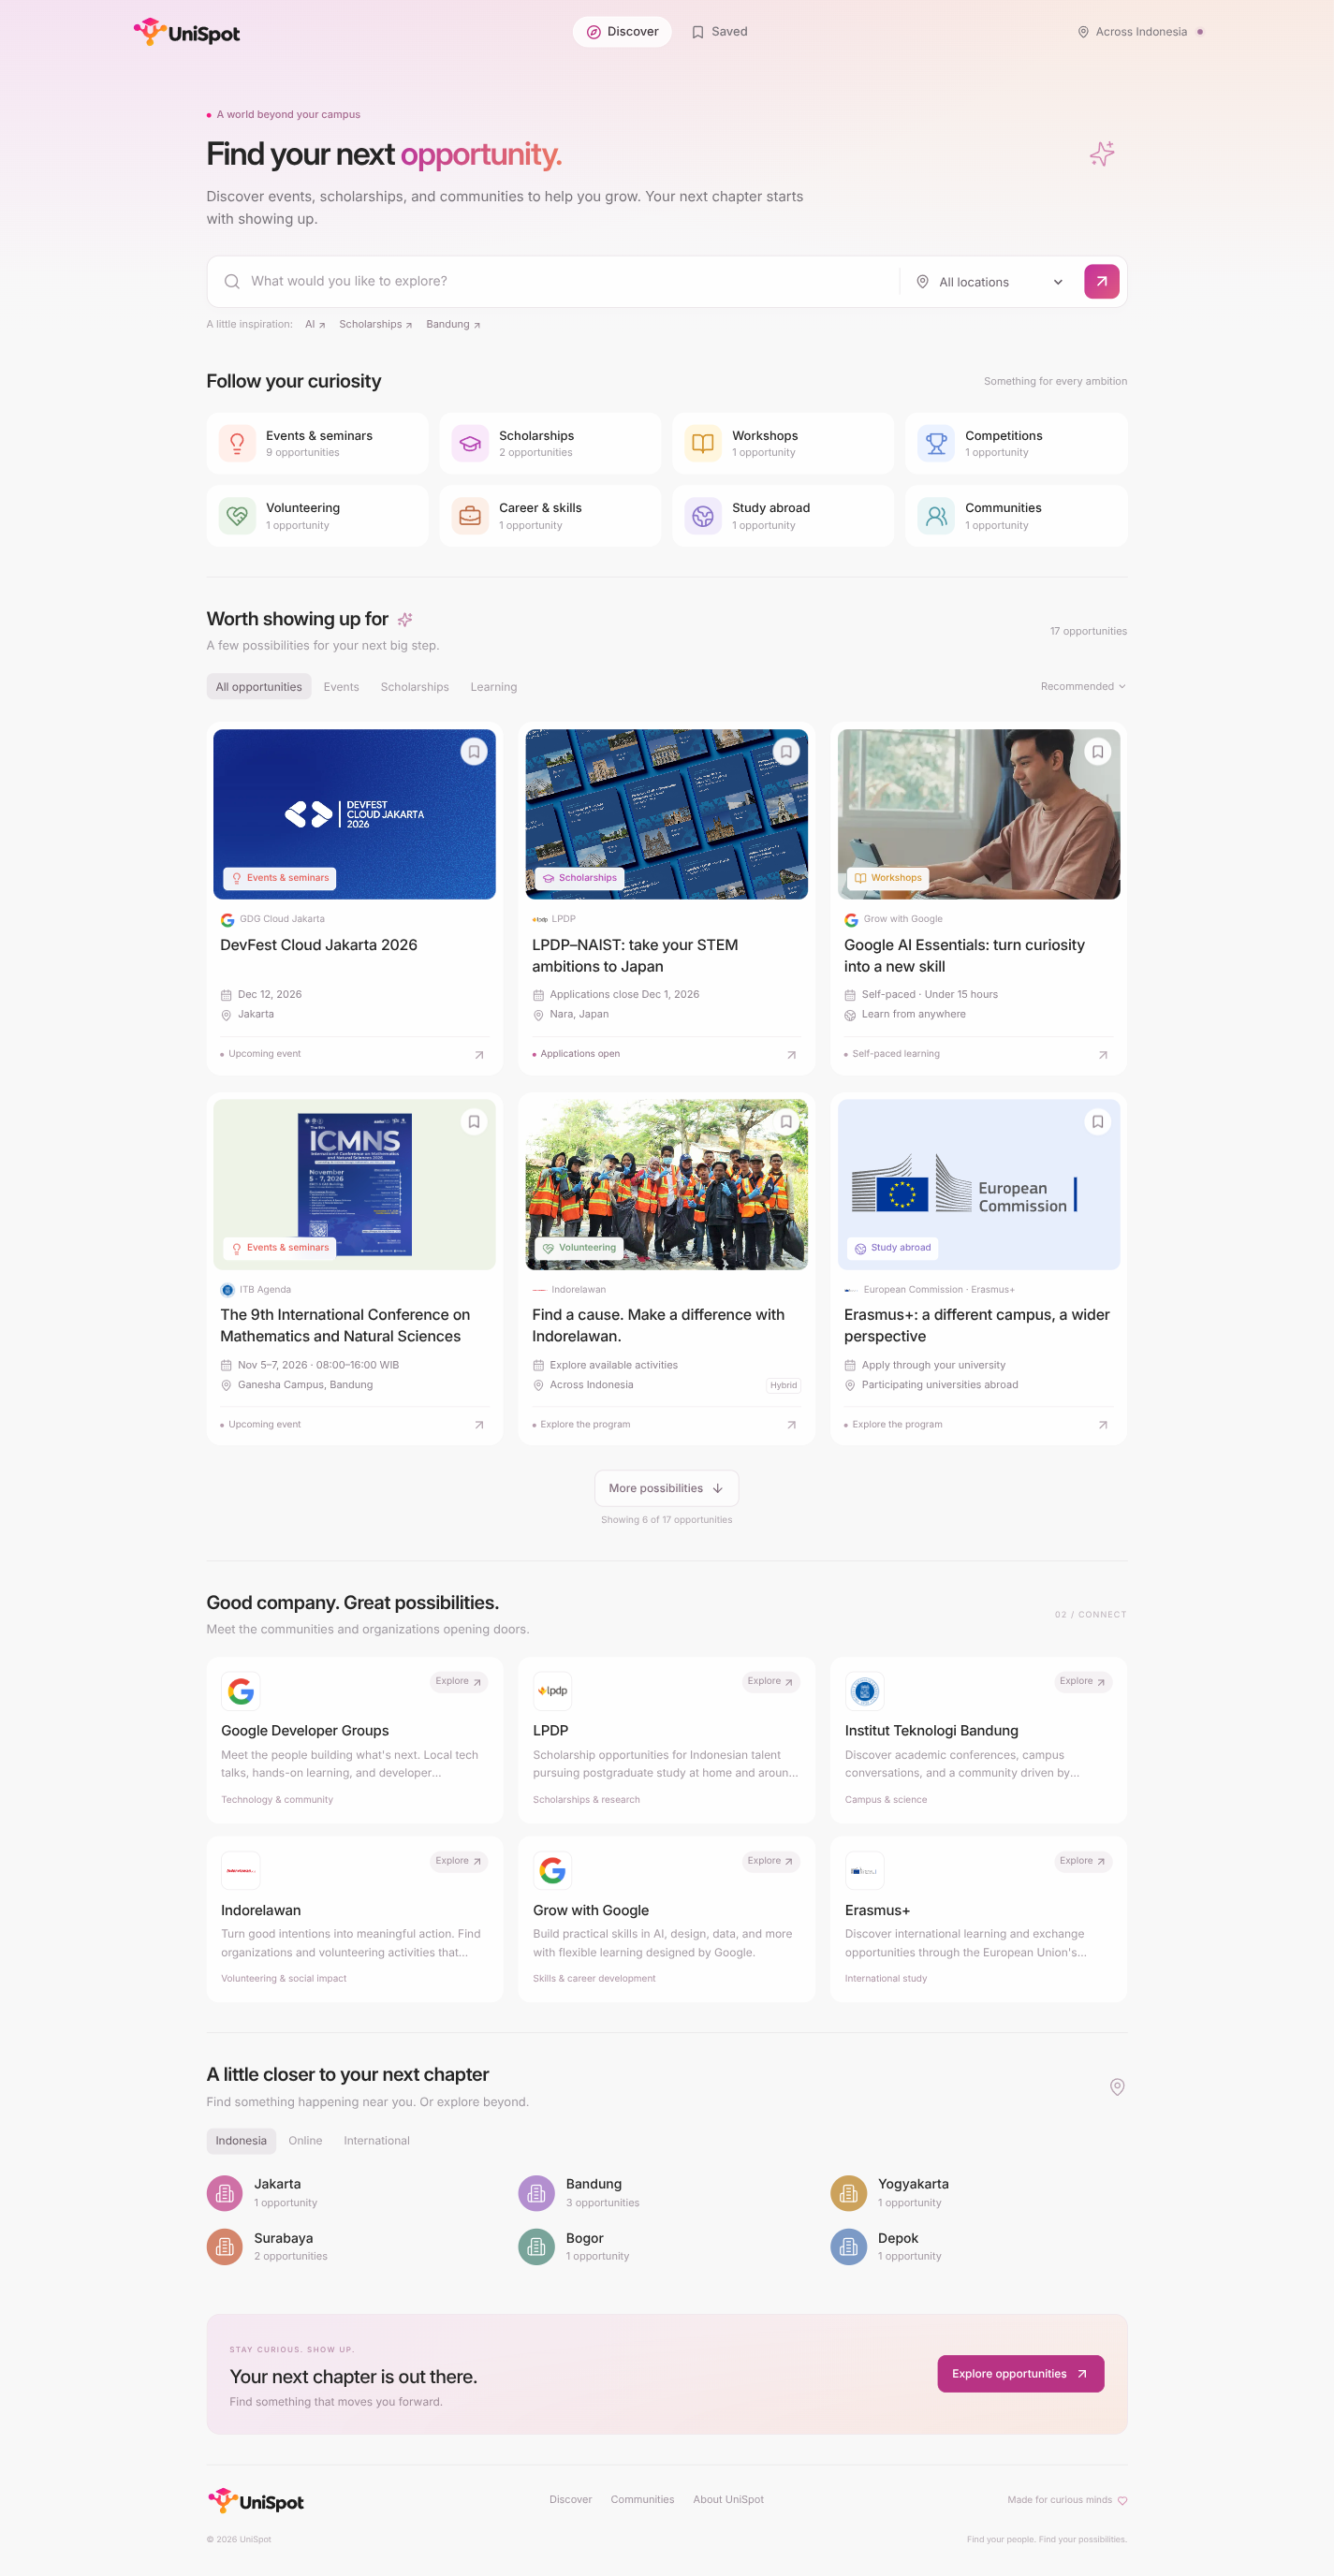 UniSpot
Discover
Saved
Across Indonesia
A world beyond your campus
Find your next opportunity.
Discover events, scholarships, and communities to help you grow. Your next chapter starts
with showing up.
What would you like to explore?
All locations
A little inspiration:
AI
Scholarships
Bandung
Follow your curiosity
Something for every ambition
Events & seminars
9 opportunities
Scholarships
2 opportunities
Workshops
1 opportunity
Competitions
1 opportunity
Volunteering
1 opportunity
Career & skills
1 opportunity
Study abroad
1 opportunity
Communities
1 opportunity
Worth showing up for
A few possibilities for your next big step.
17 opportunities
All opportunities
Events
Scholarships
Learning
Recommended
DEVFEST
CLOUD JAKARTA
2026
Events & seminars
GDG Cloud Jakarta
DevFest Cloud Jakarta 2026
Dec 12, 2026
Jakarta
Upcoming event
Scholarships
lpdp
LPDP
LPDP–NAIST: take your STEM
ambitions to Japan
Applications close Dec 1, 2026
Nara, Japan
Applications open
Workshops
Grow with Google
Google AI Essentials: turn curiosity
into a new skill
Self-paced · Under 15 hours
Learn from anywhere
Self-paced learning
The 9th
ICMNS
International Conference on Mathematics
and Natural Sciences 2026
November
5 - 7, 2026
Events & seminars
ITB Agenda
The 9th International Conference on
Mathematics and Natural Sciences
Nov 5–7, 2026 · 08:00–16:00 WIB
Ganesha Campus, Bandung
Upcoming event
Volunteering
Indorelawan
Find a cause. Make a difference with
Indorelawan.
Explore available activities
Across Indonesia
Hybrid
Explore the program
European
Commission
Study abroad
European Commission · Erasmus+
Erasmus+: a different campus, a wider
perspective
Apply through your university
Participating universities abroad
Explore the program
More possibilities
Showing 6 of 17 opportunities
Good company. Great possibilities.
Meet the communities and organizations opening doors.
02 / CONNECT
Explore
Google Developer Groups
Meet the people building what's next. Local tech
talks, hands-on learning, and developer...
Technology & community
lpdp
Explore
LPDP
Scholarship opportunities for Indonesian talent
pursuing postgraduate study at home and aroun...
Scholarships & research
Explore
Institut Teknologi Bandung
Discover academic conferences, campus
conversations, and a community driven by...
Campus & science
Explore
Indorelawan
Turn good intentions into meaningful action. Find
organizations and volunteering activities that...
Volunteering & social impact
Explore
Grow with Google
Build practical skills in AI, design, data, and more
with flexible learning designed by Google.
Skills & career development
Explore
Erasmus+
Discover international learning and exchange
opportunities through the European Union's...
International study
A little closer to your next chapter
Find something happening near you. Or explore beyond.
Indonesia
Online
International
Jakarta
1 opportunity
Bandung
3 opportunities
Yogyakarta
1 opportunity
Surabaya
2 opportunities
Bogor
1 opportunity
Depok
1 opportunity
STAY CURIOUS. SHOW UP.
Your next chapter is out there.
Find something that moves you forward.
Explore opportunities
UniSpot
Discover
Communities
About UniSpot
Made for curious minds
© 2026 UniSpot
Find your people. Find your possibilities.